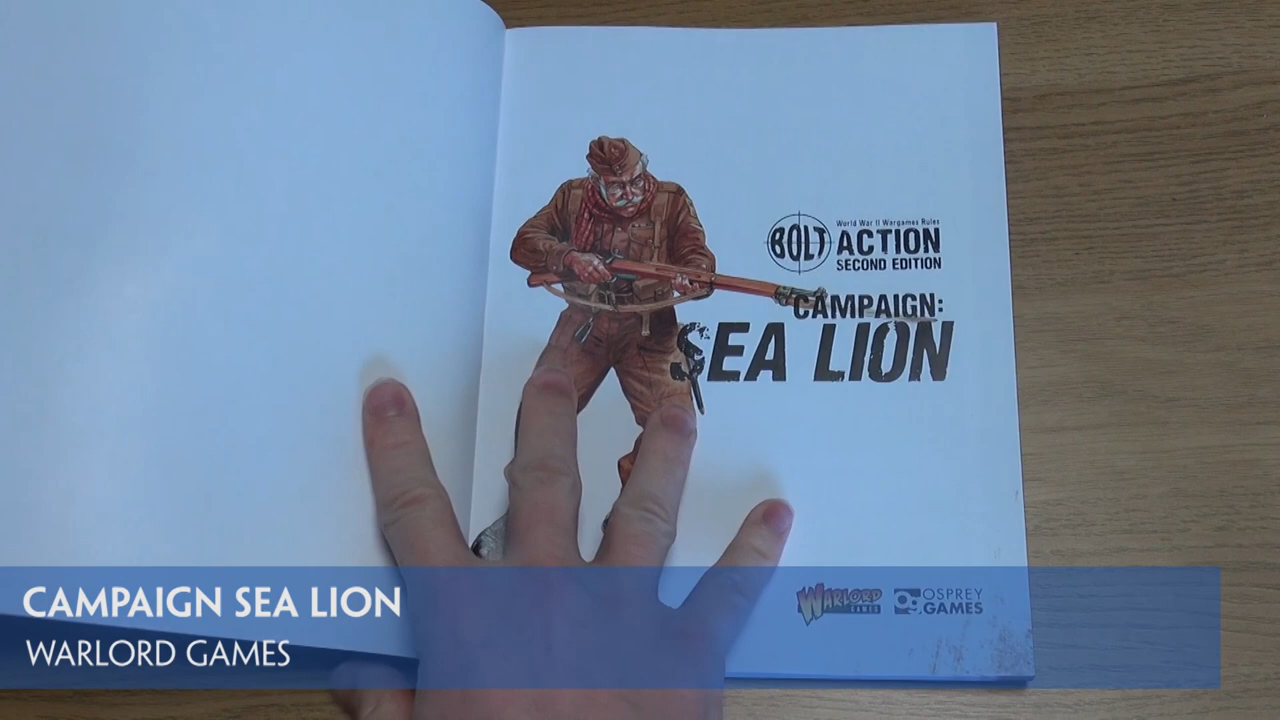 World War II Wargames Rules
BOLT ACTION
SECOND EDITION
CAMPAIGN:
SEA LION
WARLORD GAMES
OSPREY GAMES
CAMPAIGN SEA LION
WARLORD GAMES